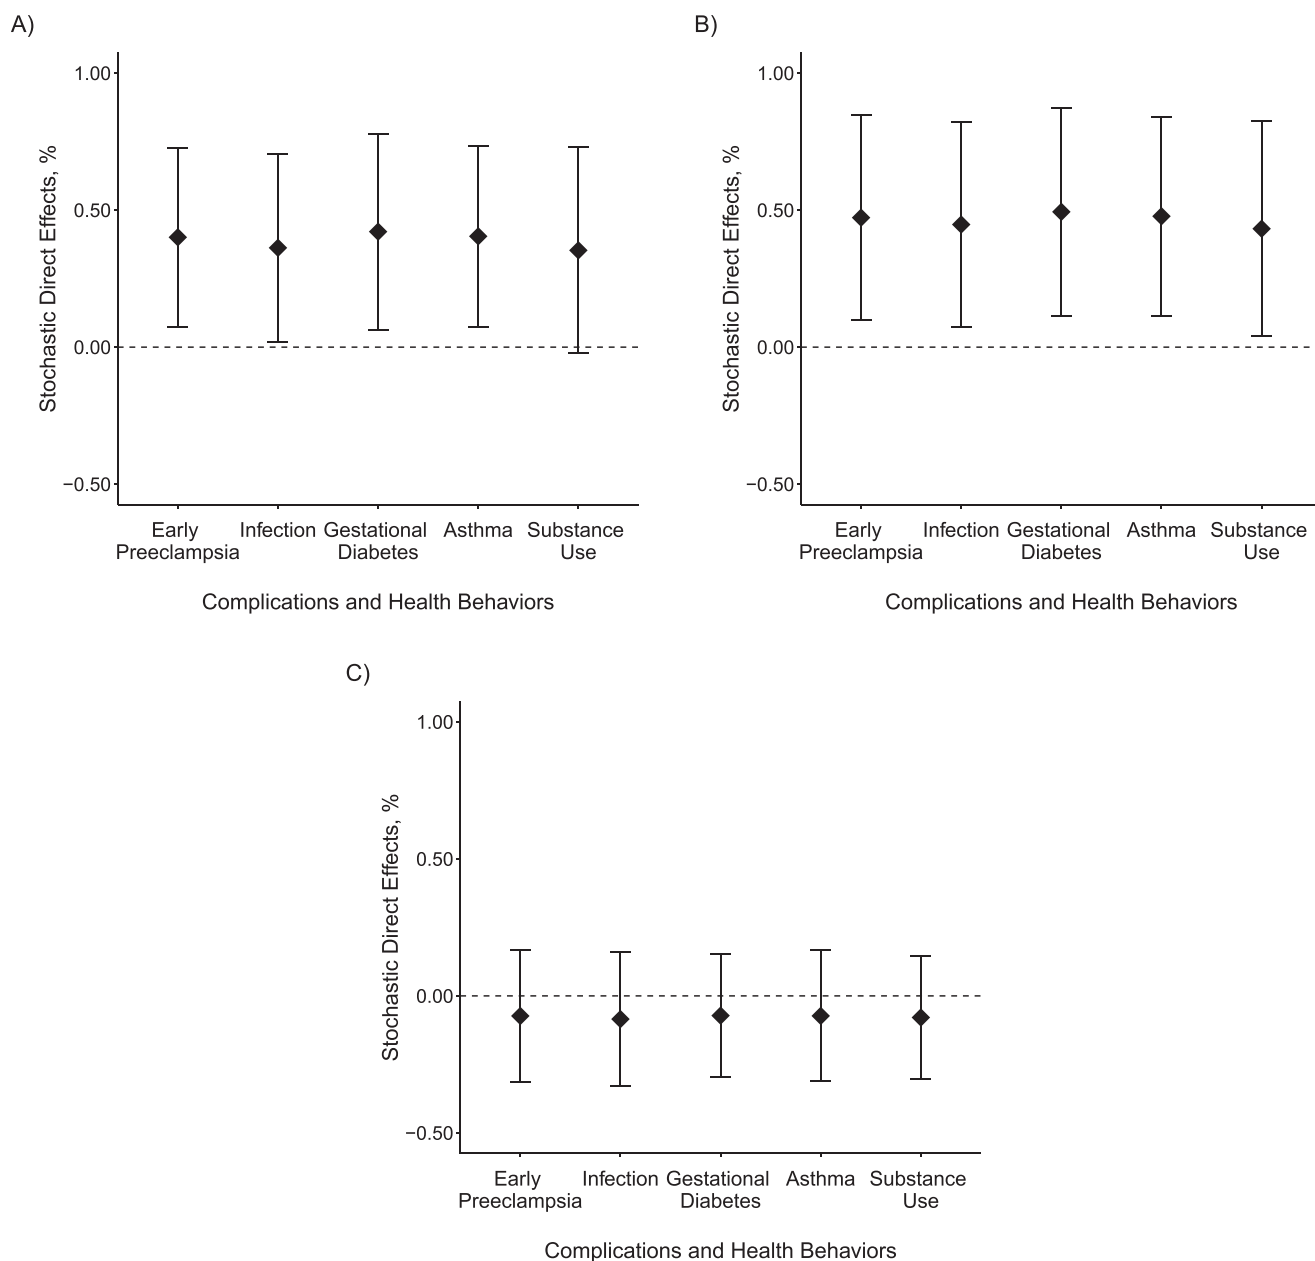 A)
Stochastic Direct Effects, %
1.00
0.50
0.00
−0.50
Early
Preeclampsia
Infection
Gestational
Diabetes
Asthma
Substance
Use
Complications and Health Behaviors
B)
Stochastic Direct Effects, %
1.00
0.50
0.00
−0.50
Early
Preeclampsia
Infection
Gestational
Diabetes
Asthma
Substance
Use
Complications and Health Behaviors
C)
Stochastic Direct Effects, %
1.00
0.50
0.00
−0.50
Early
Preeclampsia
Infection
Gestational
Diabetes
Asthma
Substance
Use
Complications and Health Behaviors